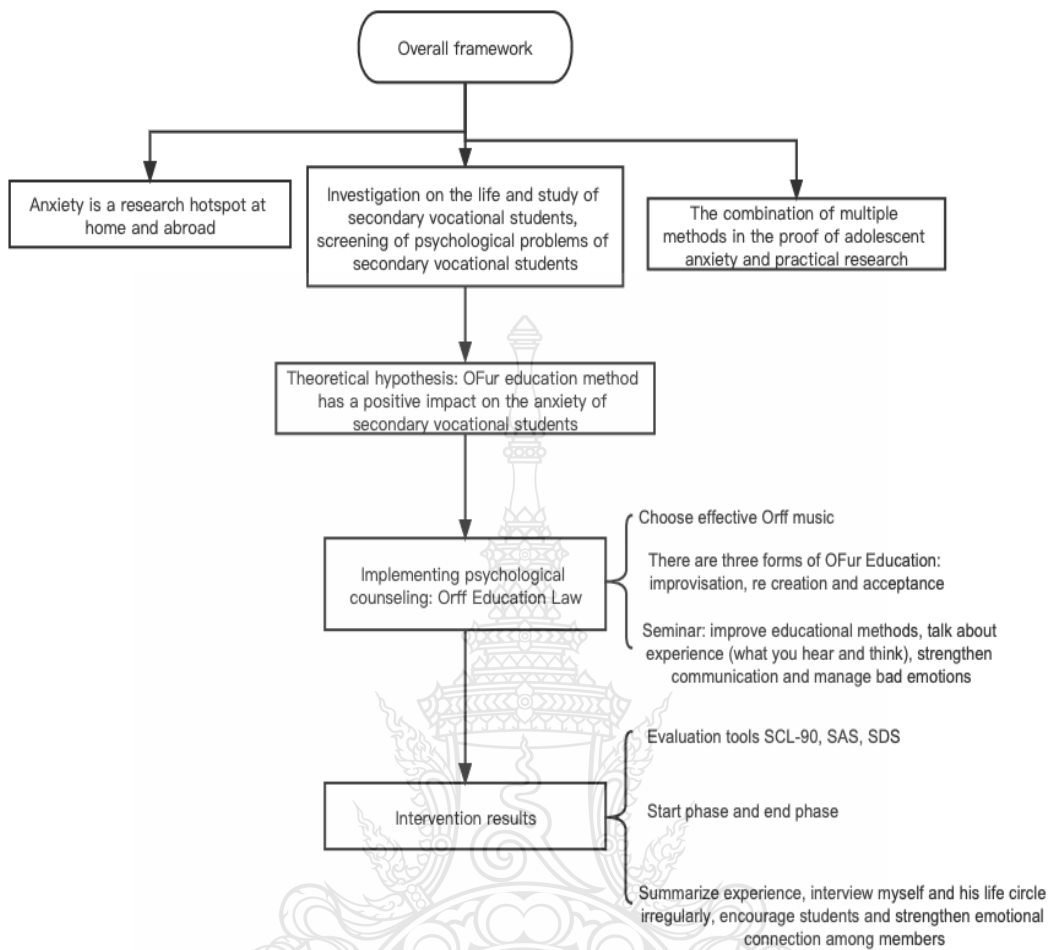 Overall framework
Anxiety is a research hotspot at
home and abroad
Investigation on the life and study of
secondary vocational students,
screening of psychological problems of
secondary vocational students
The combination of multiple
methods in the proof of adolescent
anxiety and practical research
Theoretical hypothesis: OFur education method
has a positive impact on the anxiety of
secondary vocational students
Implementing psychological
counseling: Orff Education Law
Choose effective Orff music
There are three forms of OFur Education:
improvisation, re creation and acceptance
Seminar: improve educational methods, talk about
experience (what you hear and think), strengthen
communication and manage bad emotions
Intervention results
Evaluation tools SCL-90, SAS, SDS
Start phase and end phase
Summarize experience, interview myself and his life circle
irregularly, encourage students and strengthen emotional
connection among members